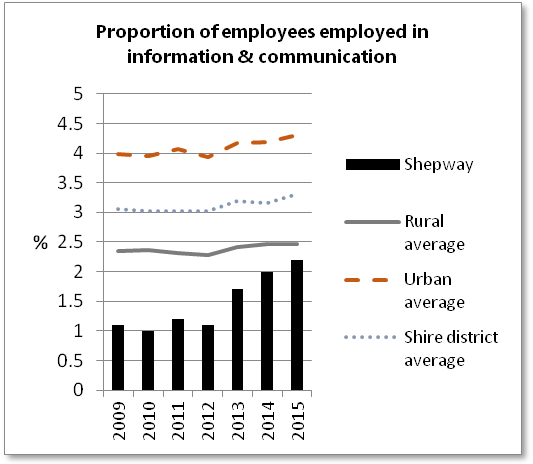 Proportion of employees employed in
information & communication
5
4.5
4
3.5
3
2.5
2
1.5
1
0.5
0
%
2009
2010
2011
2012
2013
2014
2015
Shepway
Rural
average
Urban
average
Shire district
average